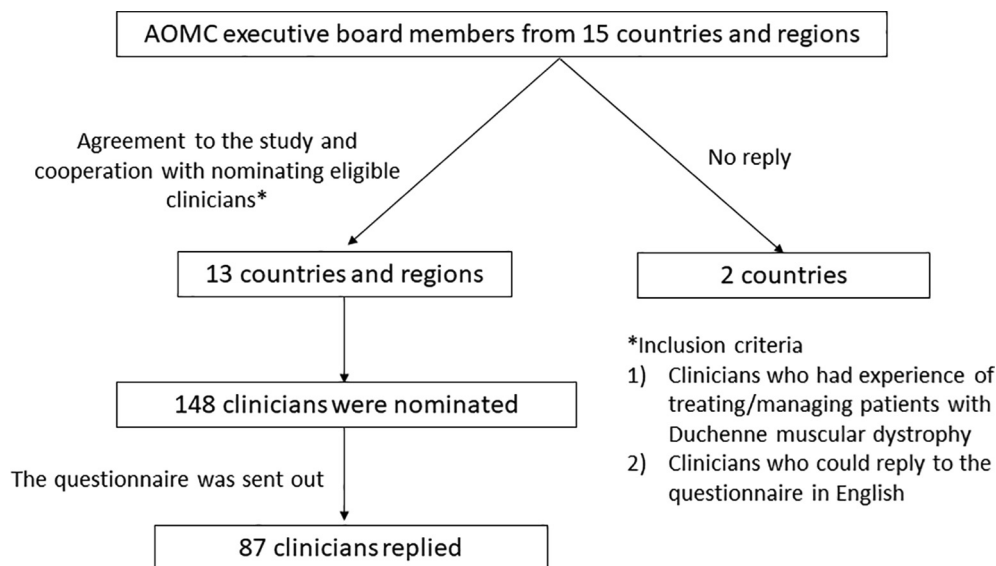 AOMC executive board members from 15 countries and regions
Agreement to the study and
cooperation with nominating eligible
clinicians*
No reply
13 countries and regions
2 countries
*Inclusion criteria
1) Clinicians who had experience of
treating/managing patients with
Duchenne muscular dystrophy
2) Clinicians who could reply to the
questionnaire in English
148 clinicians were nominated
The questionnaire was sent out
87 clinicians replied